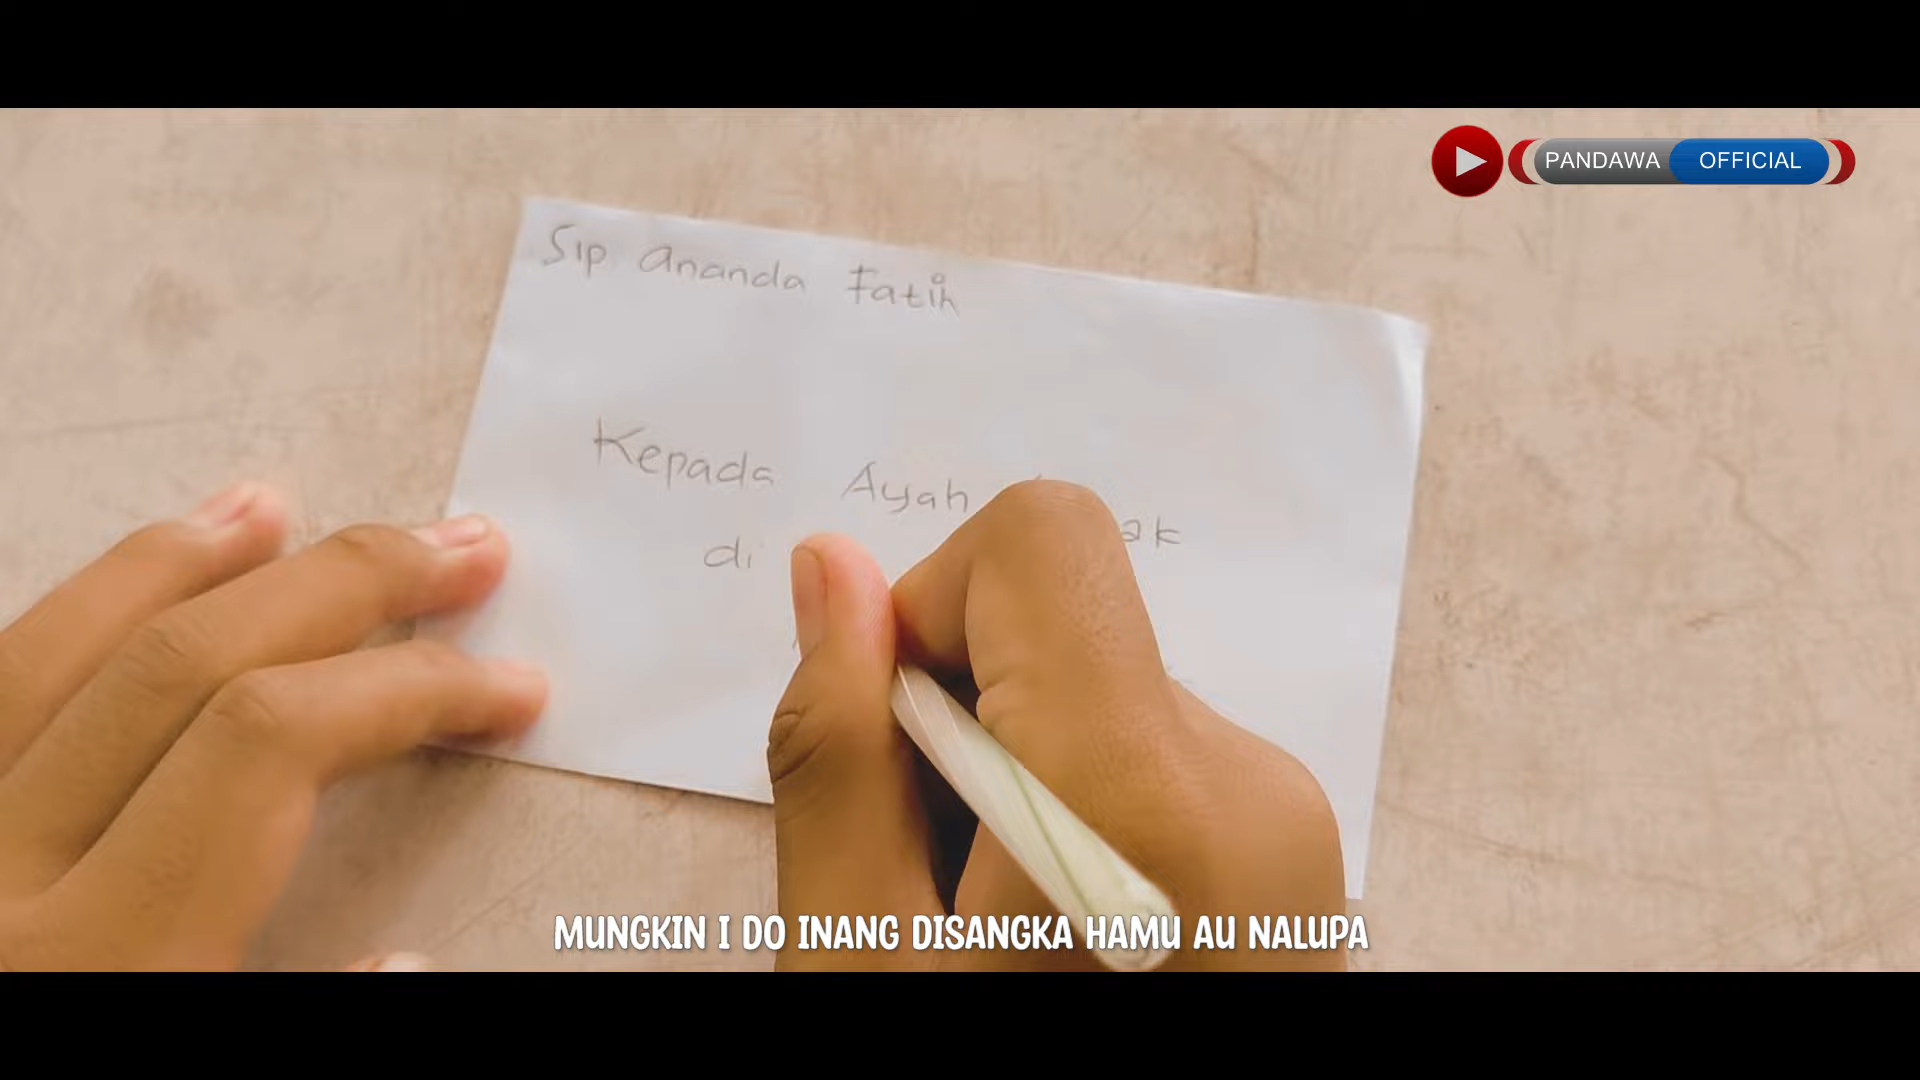 PANDAWA OFFICIAL
Sip Ananda Fatih
Kepada Ayah
di
MUNGKIN I DO INANG DISANGKA HAMU AU NALUPA